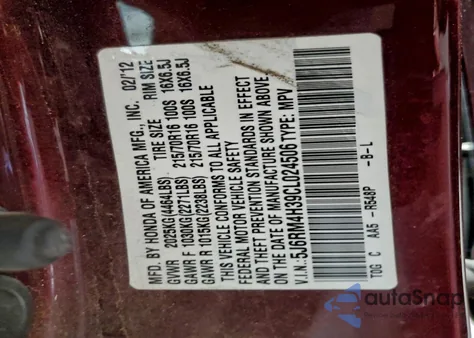 MFD. BY HONDA OF AMERICA MFG., INC. 02/12
TIRE SIZE RIM SIZE
GVWR 2025KG(4464LBS)
GAWR F 1030KG(2271LBS) 215/70R16 100S 16X6.5J
GAWR R 1015KG(2238LBS) 215/70R16 100S 16X6.5J
THIS VEHICLE CONFORMS TO ALL APPLICABLE
FEDERAL MOTOR VEHICLE SAFETY
AND THEFT PREVENTION STANDARDS IN EFFECT
ON THE DATE OF MANUFACTURE SHOWN ABOVE.
V.I.N.:5J6RM4H39CL024506 TYPE: MPV
T0G C AA5 -R548P -B-L
autoSnap